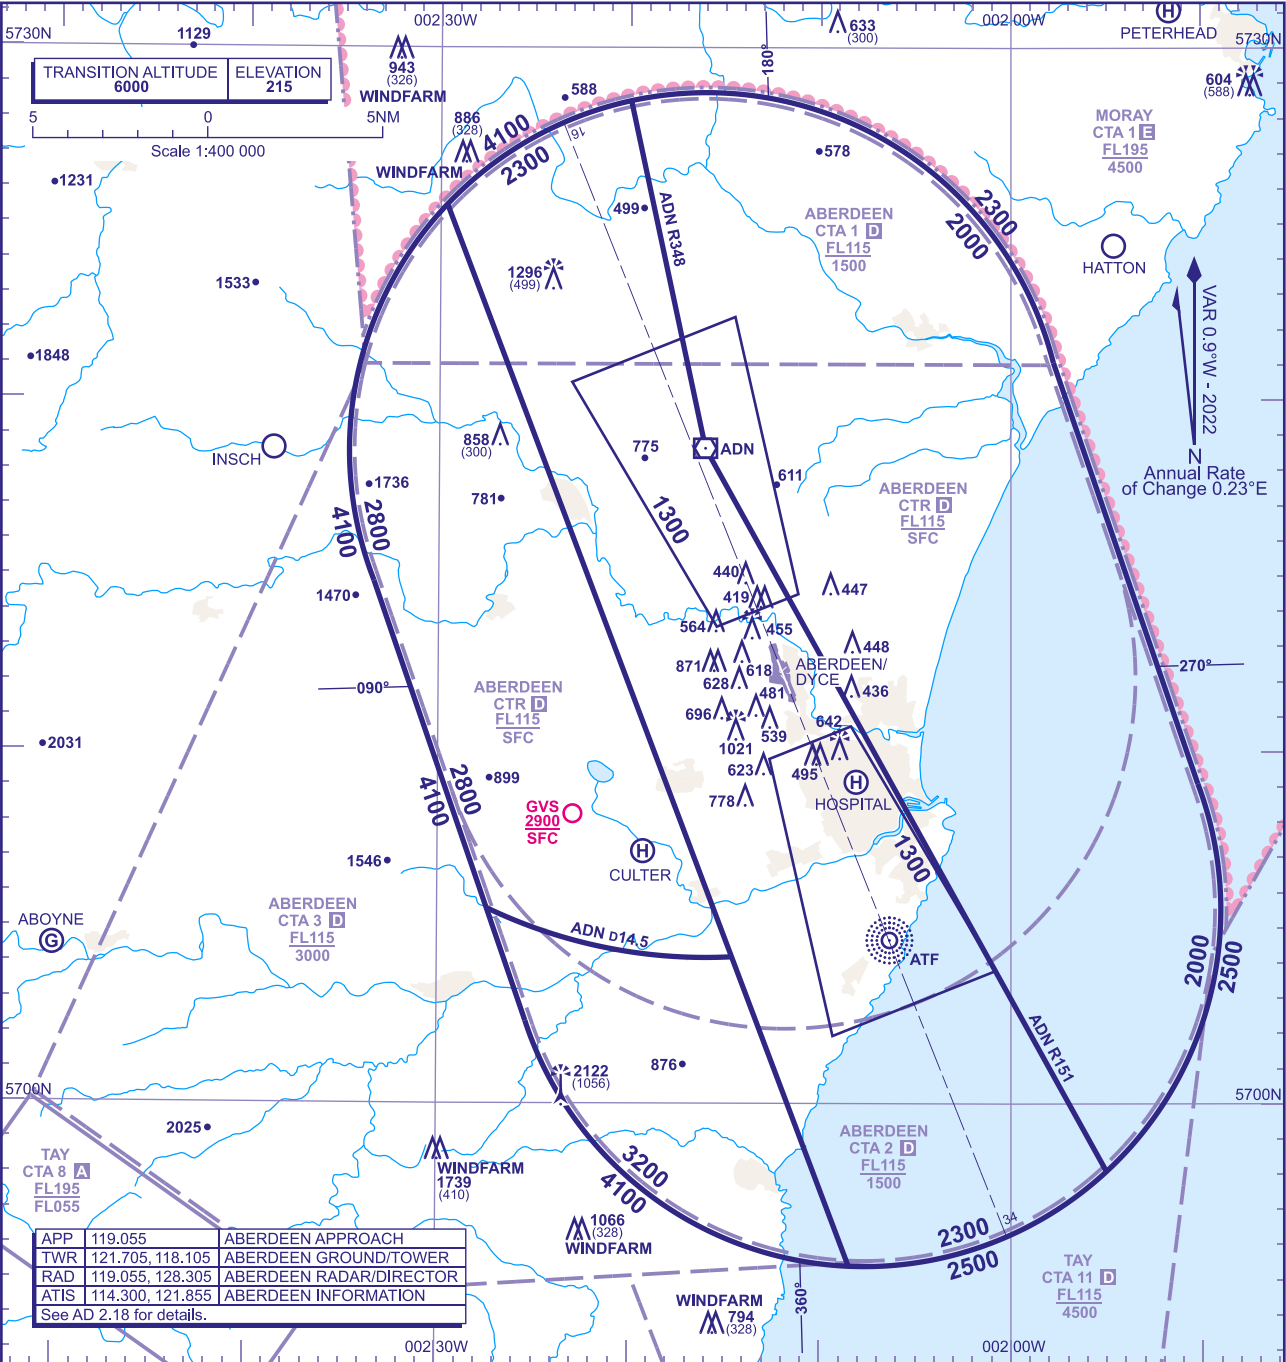 002°30'W
002°00'W
180°
633
(300)
PETERHEAD
H
5730N
5730N
1129
943
(326)
WINDFARM
604
(588)
TRANSITION ALTITUDE
6000
ELEVATION
215
5 0 5NM
Scale 1:400 000
588
886
(328)
WINDFARM
4100
2300
16
578
MORAY
CTA 1 E
FL195
4500
1231
499
ADN R348
ABERDEEN
CTA 1 D
FL115
1500
2300
2000
HATTON
1296
(499)
1533
VAR 0.9°W - 2022
N
Annual Rate
of Change 0.23°E
1848
858
(300)
775
ADN
INSCH
611
1736
781
1300
ABERDEEN
CTR D
FL115
SFC
2800
4100
440
419
447
1470
564
455
871
618
628
448
ABERDEEN/
DYCE
270°
436
090°
ABERDEEN
CTR D
FL115
SFC
481
696
539
642
1021
2031
623
495
2800
4100
899
778
H
HOSPITAL
GVS
2900
SFC
1300
H
CULTER
1546
ABERDEEN
CTA 3 D
FL115
3000
ABOYNE
G
ADN D14.5
ATF
2000
2500
ADN R151
2122
(1056)
876
5700N
5700N
2025
ABERDEEN
CTA 2 D
FL115
1500
TAY
CTA 8 A
FL195
FL055
WINDFARM
1739
(410)
3200
4100
1066
(328)
WINDFARM
34
2300
2500
APP 119.055 ABERDEEN APPROACH
TWR 121.705, 118.105 ABERDEEN GROUND/TOWER
RAD 119.055, 128.305 ABERDEEN RADAR/DIRECTOR
ATIS 114.300, 121.855 ABERDEEN INFORMATION
See AD 2.18 for details.
TAY
CTA 11 D
FL115
4500
360°
WINDFARM
794
(328)
002°30'W
002°00'W